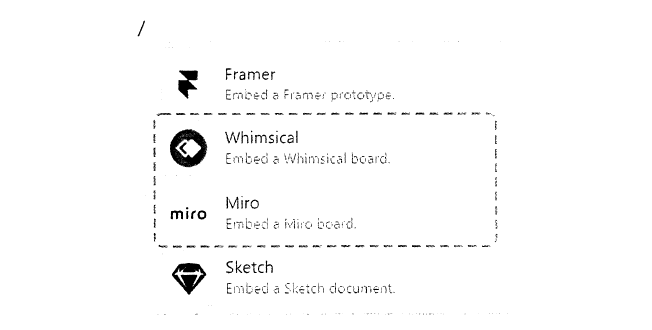 /
Framer
Embed a Framer prototype.
Whimsical
Embed a Whimsical board.
miro
Miro
Embed a Miro board.
Sketch
Embed a Sketch document.